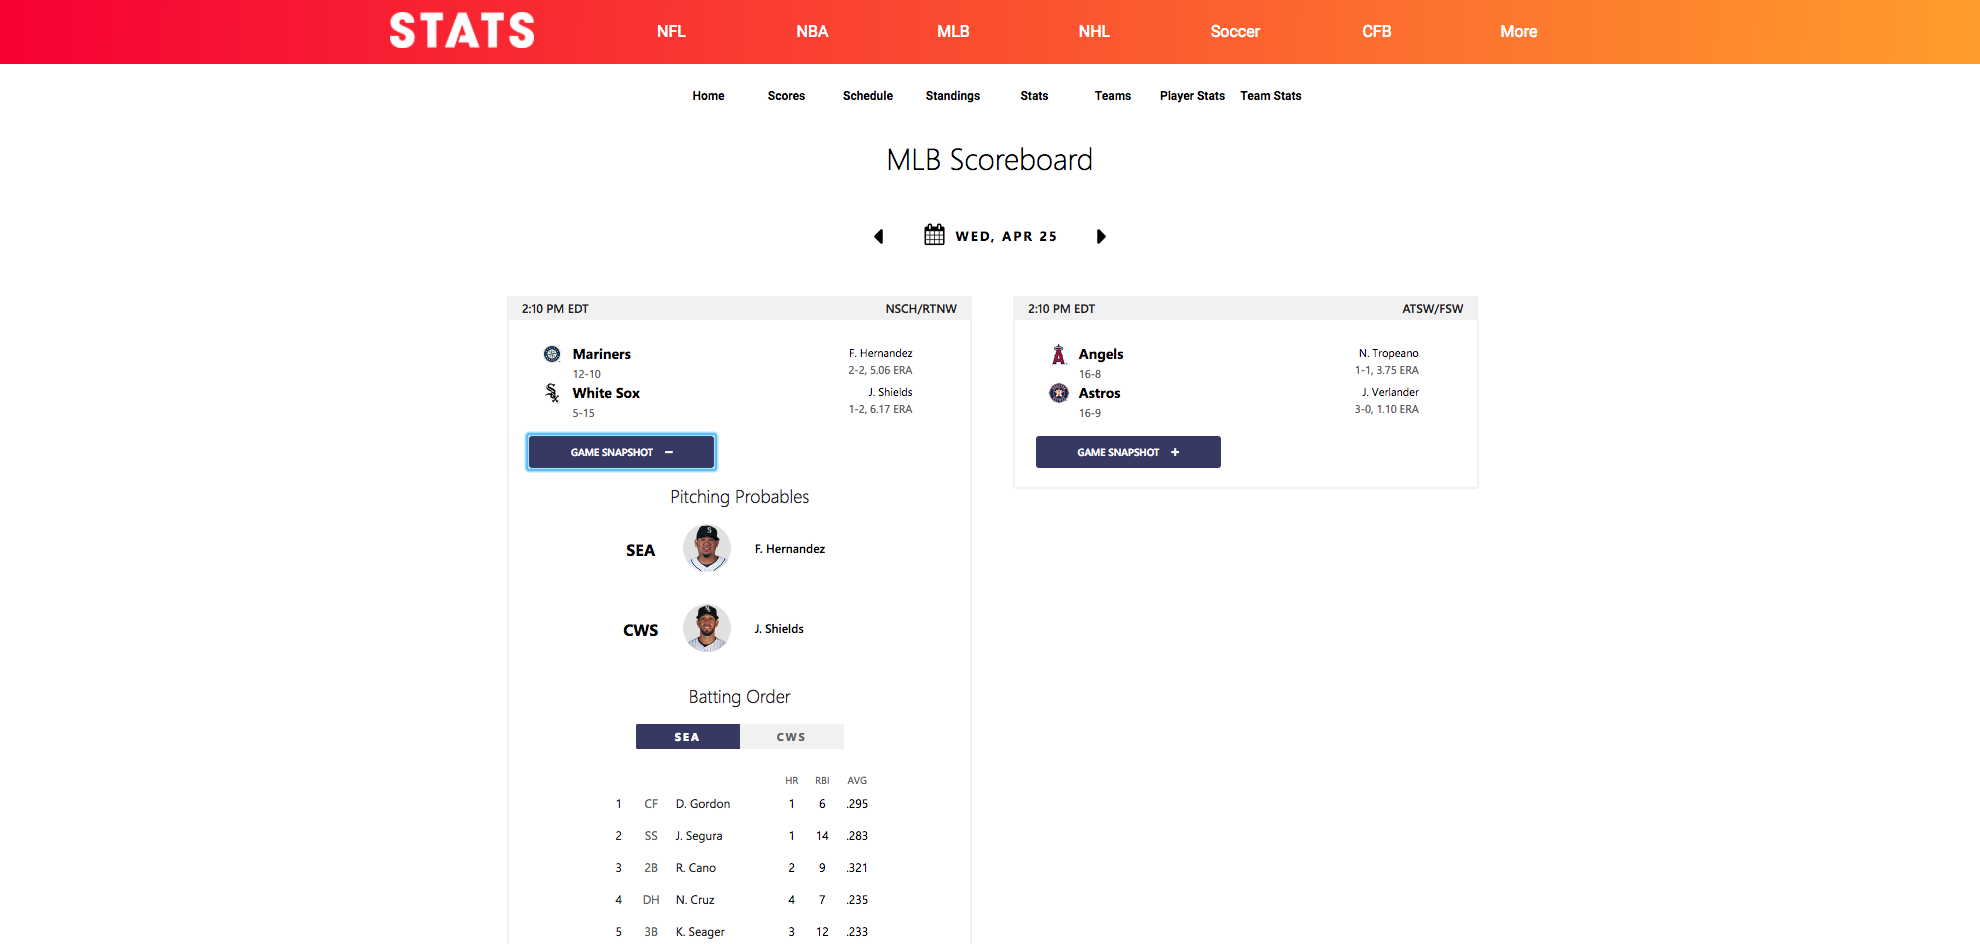 STATS NFL NBA MLB NHL Soccer CFB More
Home Scores Schedule Standings Stats Teams Player Stats Team Stats
MLB Scoreboard
WED, APR 25
2:10 PM EDT NSCH/RTNW
Mariners F. Hernandez
12-10 2-2, 5.06 ERA
White Sox J. Shields
5-15 1-2, 6.17 ERA
GAME SNAPSHOT −
Pitching Probables
SEA F. Hernandez
CWS J. Shields
Batting Order
SEA CWS
HR RBI AVG
1 CF D. Gordon 1 6 .295
2 SS J. Segura 1 14 .283
3 2B R. Cano 2 9 .321
4 DH N. Cruz 4 7 .235
5 3B K. Seager 3 12 .233
2:10 PM EDT ATSW/FSW
Angels N. Tropeano
16-8 1-1, 3.75 ERA
Astros J. Verlander
16-9 3-0, 1.10 ERA
GAME SNAPSHOT +